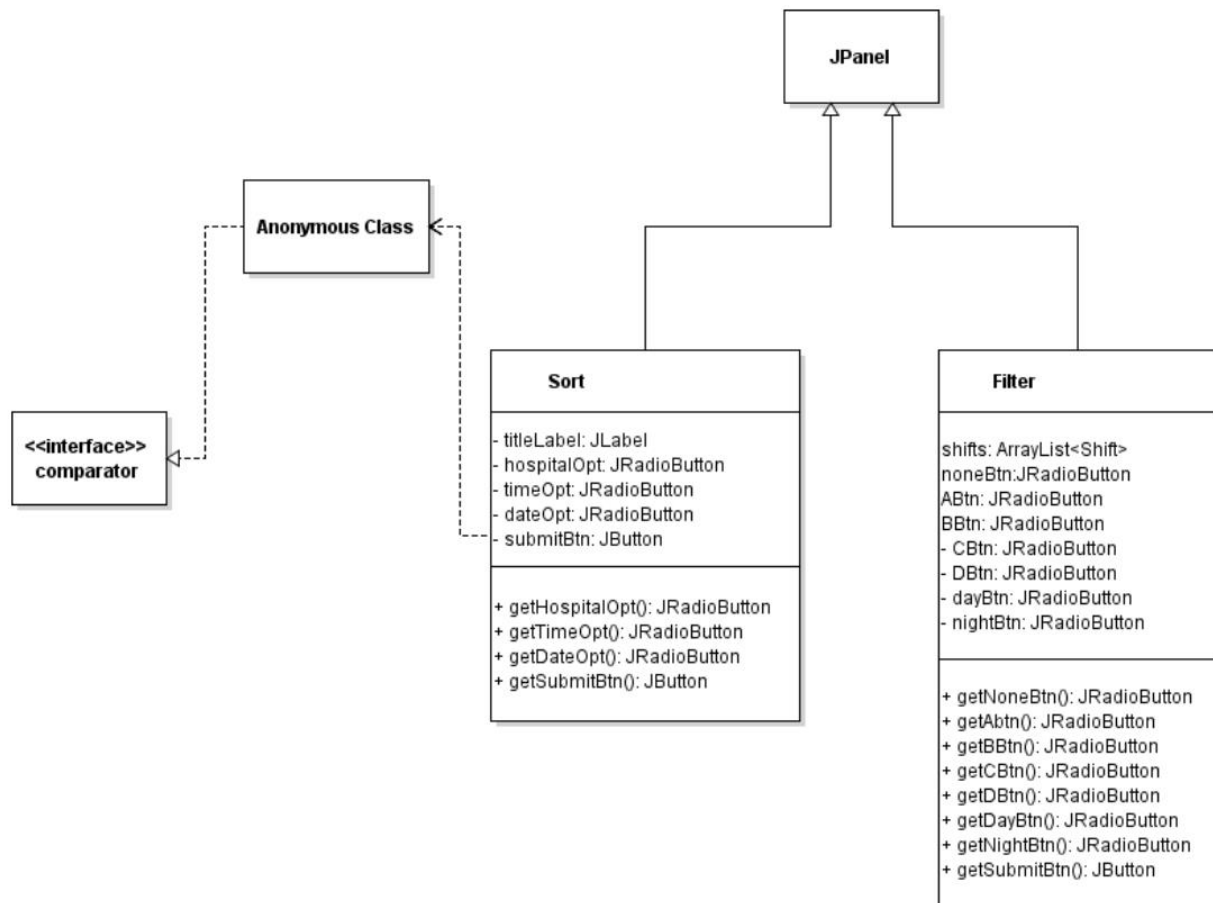 JPanel
Anonymous Class
<<interface>>
comparator
Sort
- titleLabel: JLabel
- hospitalOpt: JRadioButton
- timeOpt: JRadioButton
- dateOpt: JRadioButton
- submitBtn: JButton
+ getHospitalOpt(): JRadioButton
+ getTimeOpt(): JRadioButton
+ getDateOpt(): JRadioButton
+ getSubmitBtn(): JButton
Filter
shifts: ArrayList<Shift>
noneBtn:JRadioButton
ABtn: JRadioButton
BBtn: JRadioButton
- CBtn: JRadioButton
- DBtn: JRadioButton
- dayBtn: JRadioButton
- nightBtn: JRadioButton
+ getNoneBtn(): JRadioButton
+ getAbtn(): JRadioButton
+ getBBtn(): JRadioButton
+ getCBtn(): JRadioButton
+ getDBtn(): JRadioButton
+ getDayBtn(): JRadioButton
+ getNightBtn(): JRadioButton
+ getSubmitBtn(): JButton